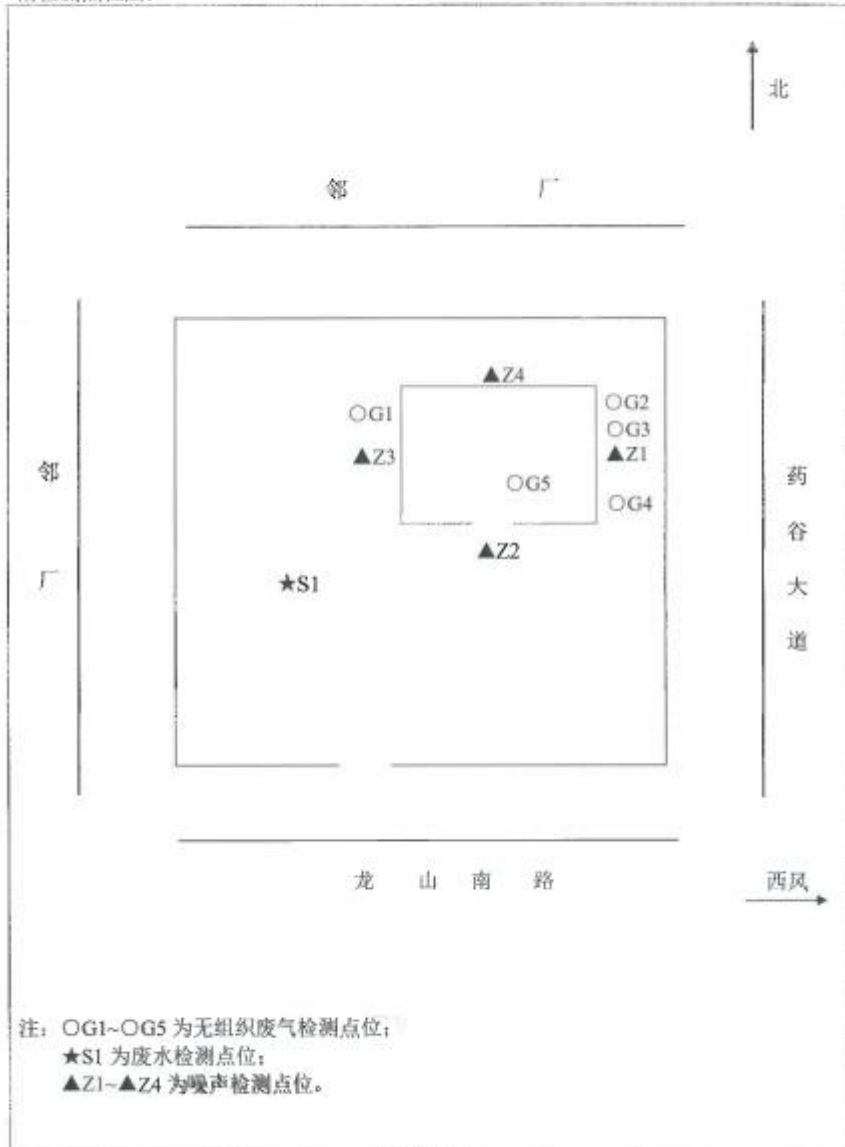 北
邻 厂
▲Z4
○G1
○G2
○G3
▲Z3
▲Z1
○G5
○G4
▲Z2
★S1
邻厂
药谷大道
龙 山 南 路
西风
注：○G1~○G5 为无组织废气检测点位；
★S1 为废水检测点位；
▲Z1~▲Z4 为噪声检测点位。